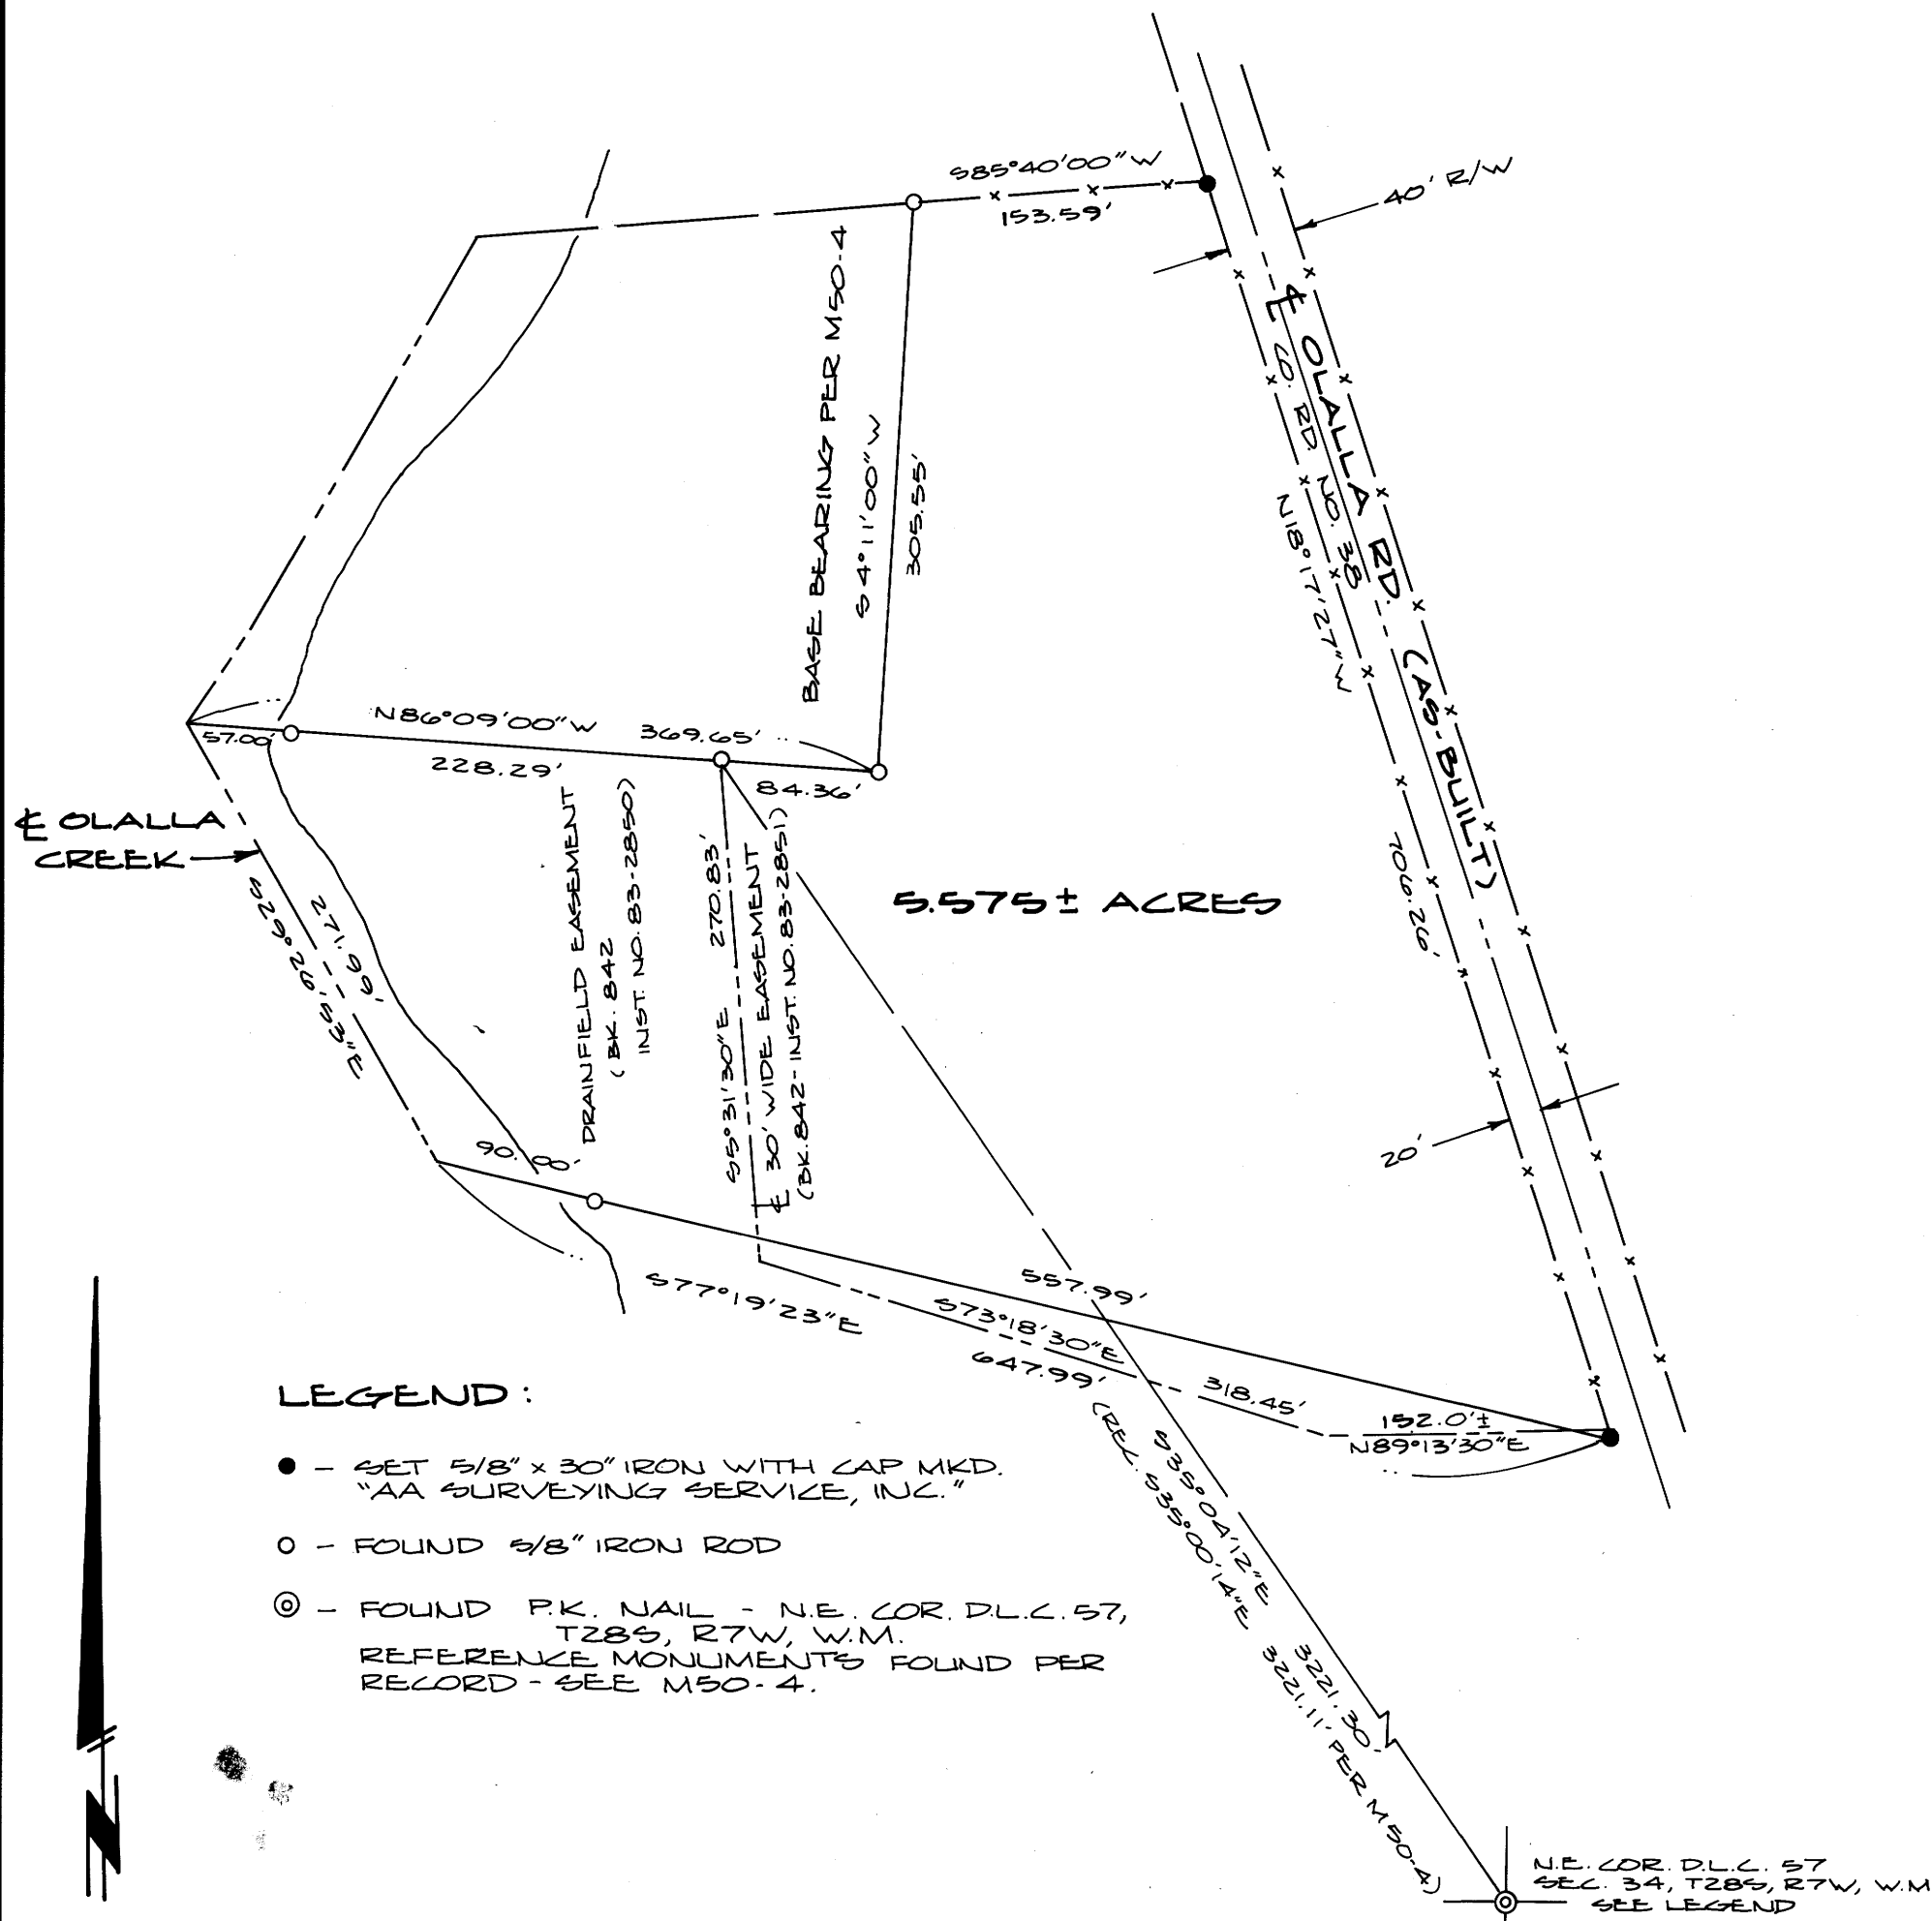 S85°40'00"W
153.59'
40' R/W
BASE BEARING PER M50-4
S4°11'00"W
305.55'
℄ OLALLA RD. (AS-BUILT)
CO. RD. NO. 38
N18°17'27"W
706.26'
N86°09'00"W 369.65'
57.00'
228.29'
84.36'
℄ OLALLA
CREEK
271.99'
DRAINFIELD EASEMENT
(BK. 842
INST. NO. 83-2850)
S5°31'30"E 270.83'
℄ 30' WIDE EASEMENT
(BK. 842-INST. NO. 83-2851)
5.575± ACRES
20'
90.00'
557.99'
S77°19'23"E
647.99'
S73°18'30"E
318.45'
152.0'±
N89°13'30"E
S35°04'12"E 3221.30'
(REC. S35°00'14"E 3221.11' PER M50-4)
LEGEND:
● - SET 5/8" x 30" IRON WITH CAP MKD.
"AA SURVEYING SERVICE, INC."
○ - FOUND 5/8" IRON ROD
◎ - FOUND P.K. NAIL - N.E. COR. D.L.C. 57,
T28S, R7W, W.M.
REFERENCE MONUMENTS FOUND PER
RECORD - SEE M50-4.
N
N.E. COR. D.L.C. 57
SEC. 34, T28S, R7W, W.M
SEE LEGEND